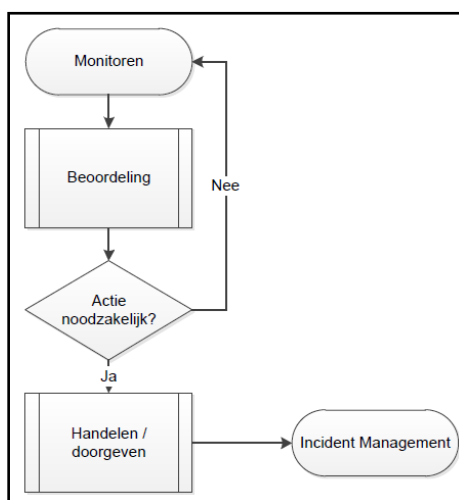 Monitoren
Beoordeling
Nee
Actie
noodzakelijk?
Ja
Handelen /
doorgeven
Incident Management